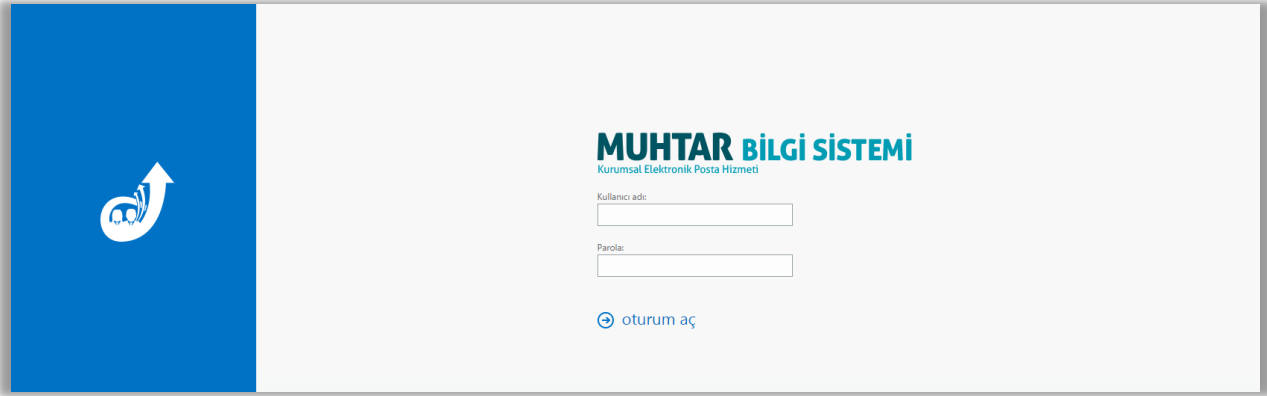 MUHTAR BİLGİ SİSTEMİ
Kurumsal Elektronik Posta Hizmeti
Kullanıcı adı:
Parola:
oturum aç